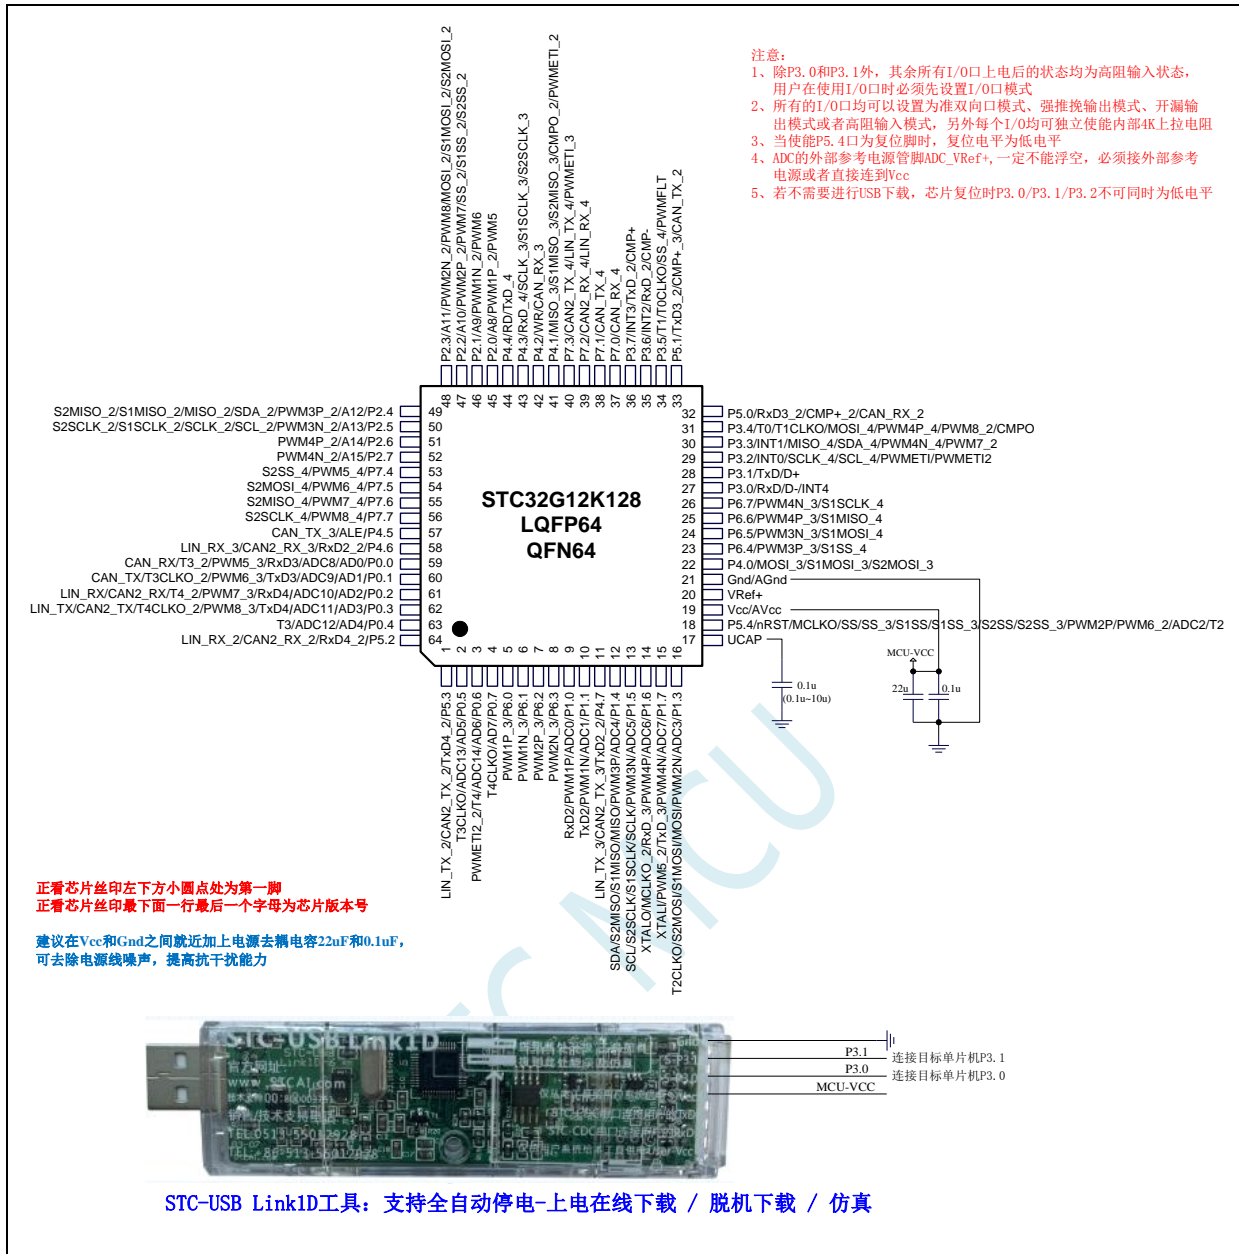 注意:
1、除P3.0和P3.1外，其余所有I/O口上电后的状态均为高阻输入状态，
用户在使用I/O口时必须先设置I/O口模式
2、所有的I/O口均可以设置为准双向口模式、强推挽输出模式、开漏输
出模式或者高阻输入模式，另外每个I/O均可独立使能内部4K上拉电阻
3、当使能P5.4口为复位脚时，复位电平为低电平
4、ADC的外部参考电源管脚ADC_VRef+,一定不能浮空，必须接外部参考
电源或者直接连到Vcc
5、若不需要进行USB下载，芯片复位时P3.0/P3.1/P3.2不可同时为低电平
P2.3/A11/PWM2N_2/PWM8/MOSI_2/S1MOSI_2/S2MOSI_2
P2.2/A10/PWM2P_2/PWM7/SS_2/S1SS_2/S2SS_2
P2.1/A9/PWM1N_2/PWM6
P2.0/A8/PWM1P_2/PWM5
P4.4/RD/TxD_4
P4.3/RxD_4/SCLK_3/S1SCLK_3/S2SCLK_3
P4.2/WR/CAN_RX_3
P4.1/MISO_3/S1MISO_3/S2MISO_3/CMPO_2/PWMETI_2
P7.3/CAN2_TX_4/LIN_TX_4/PWMETI_3
P7.2/CAN2_RX_4/LIN_RX_4
P7.1/CAN_TX_4
P7.0/CAN_RX_4
P3.7/INT3/TxD_2/CMP+
P3.6/INT2/RxD_2/CMP-
P3.5/T1/T0CLKO/SS_4/PWMFLT
P5.1/TxD3_2/CMP+_3/CAN_TX_2
48 47 46 45 44 43 42 41 40 39 38 37 36 35 34 33
S2MISO_2/S1MISO_2/MISO_2/SDA_2/PWM3P_2/A12/P2.4 49
S2SCLK_2/S1SCLK_2/SCLK_2/SCL_2/PWM3N_2/A13/P2.5 50
PWM4P_2/A14/P2.6 51
PWM4N_2/A15/P2.7 52
S2SS_4/PWM5_4/P7.4 53
S2MOSI_4/PWM6_4/P7.5 54
S2MISO_4/PWM7_4/P7.6 55
S2SCLK_4/PWM8_4/P7.7 56
CAN_TX_3/ALE/P4.5 57
LIN_RX_3/CAN2_RX_3/RxD2_2/P4.6 58
CAN_RX/T3_2/PWM5_3/RxD3/ADC8/AD0/P0.0 59
CAN_TX/T3CLKO_2/PWM6_3/TxD3/ADC9/AD1/P0.1 60
LIN_RX/CAN2_RX/T4_2/PWM7_3/RxD4/ADC10/AD2/P0.2 61
LIN_TX/CAN2_TX/T4CLKO_2/PWM8_3/TxD4/ADC11/AD3/P0.3 62
T3/ADC12/AD4/P0.4 63
LIN_RX_2/CAN2_RX_2/RxD4_2/P5.2 64
STC32G12K128
LQFP64
QFN64
32 P5.0/RxD3_2/CMP+_2/CAN_RX_2
31 P3.4/T0/T1CLKO/MOSI_4/PWM4P_4/PWM8_2/CMPO
30 P3.3/INT1/MISO_4/SDA_4/PWM4N_4/PWM7_2
29 P3.2/INT0/SCLK_4/SCL_4/PWMETI/PWMETI2
28 P3.1/TxD/D+
27 P3.0/RxD/D-/INT4
26 P6.7/PWM4N_3/S1SCLK_4
25 P6.6/PWM4P_3/S1MISO_4
24 P6.5/PWM3N_3/S1MOSI_4
23 P6.4/PWM3P_3/S1SS_4
22 P4.0/MOSI_3/S1MOSI_3/S2MOSI_3
21 Gnd/AGnd
20 VRef+
19 Vcc/AVcc
18 P5.4/nRST/MCLKO/SS/SS_3/S1SS/S1SS_3/S2SS/S2SS_3/PWM2P/PWM6_2/ADC2/T2
17 UCAP
1 2 3 4 5 6 7 8 9 10 11 12 13 14 15 16
LIN_TX_2/CAN2_TX_2/TxD4_2/P5.3
T3CLKO/ADC13/AD5/P0.5
PWMETI2_2/T4/ADC14/AD6/P0.6
T4CLKO/AD7/P0.7
PWM1P_3/P6.0
PWM1N_3/P6.1
PWM2P_3/P6.2
PWM2N_3/P6.3
RxD2/PWM1P/ADC0/P1.0
TxD2/PWM1N/ADC1/P1.1
LIN_TX_3/CAN2_TX_3/TxD2_2/P4.7
SDA/S2MISO/S1MISO/MISO/PWM3P/ADC4/P1.4
SCL/S2SCLK/S1SCLK/SCLK/PWM3N/ADC5/P1.5
XTALO/MCLKO_2/RxD_3/PWM4P/ADC6/P1.6
XTALI/PWM5_2/TxD_3/PWM4N/ADC7/P1.7
T2CLKO/S2MOSI/S1MOSI/MOSI/PWM2N/ADC3/P1.3
MCU-VCC
0.1u
(0.1u~10u)
22u
0.1u
STC MCU
正看芯片丝印左下方小圆点处为第一脚
正看芯片丝印最下面一行最后一个字母为芯片版本号
建议在Vcc和Gnd之间就近加上电源去耦电容22uF和0.1uF，
可去除电源线噪声，提高抗干扰能力
STC-USB Link1D
官方网址:
www.STCAI.com
TEL:0513-55012928
Gnd
P3.1 连接目标单片机P3.1
P3.0 连接目标单片机P3.0
MCU-VCC
STC-USB Link1D工具: 支持全自动停电-上电在线下载 / 脱机下载 / 仿真